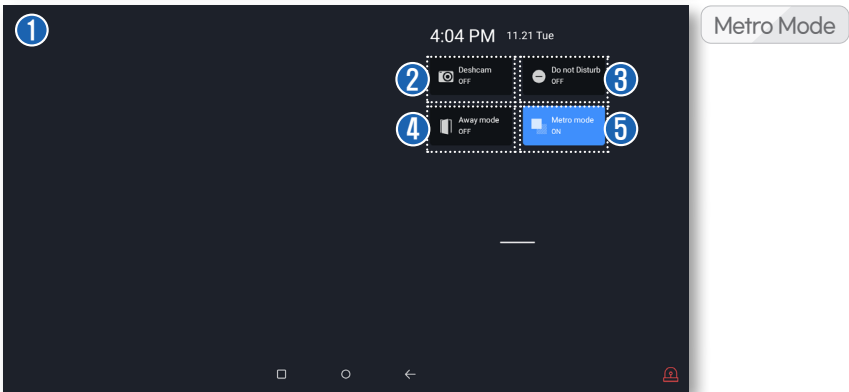 1
Metro Mode
4:04 PM 11.21 Tue
2
Deshcam
OFF
Do not Disturb
OFF
3
4
Away mode
OFF
Metro mode
ON
5